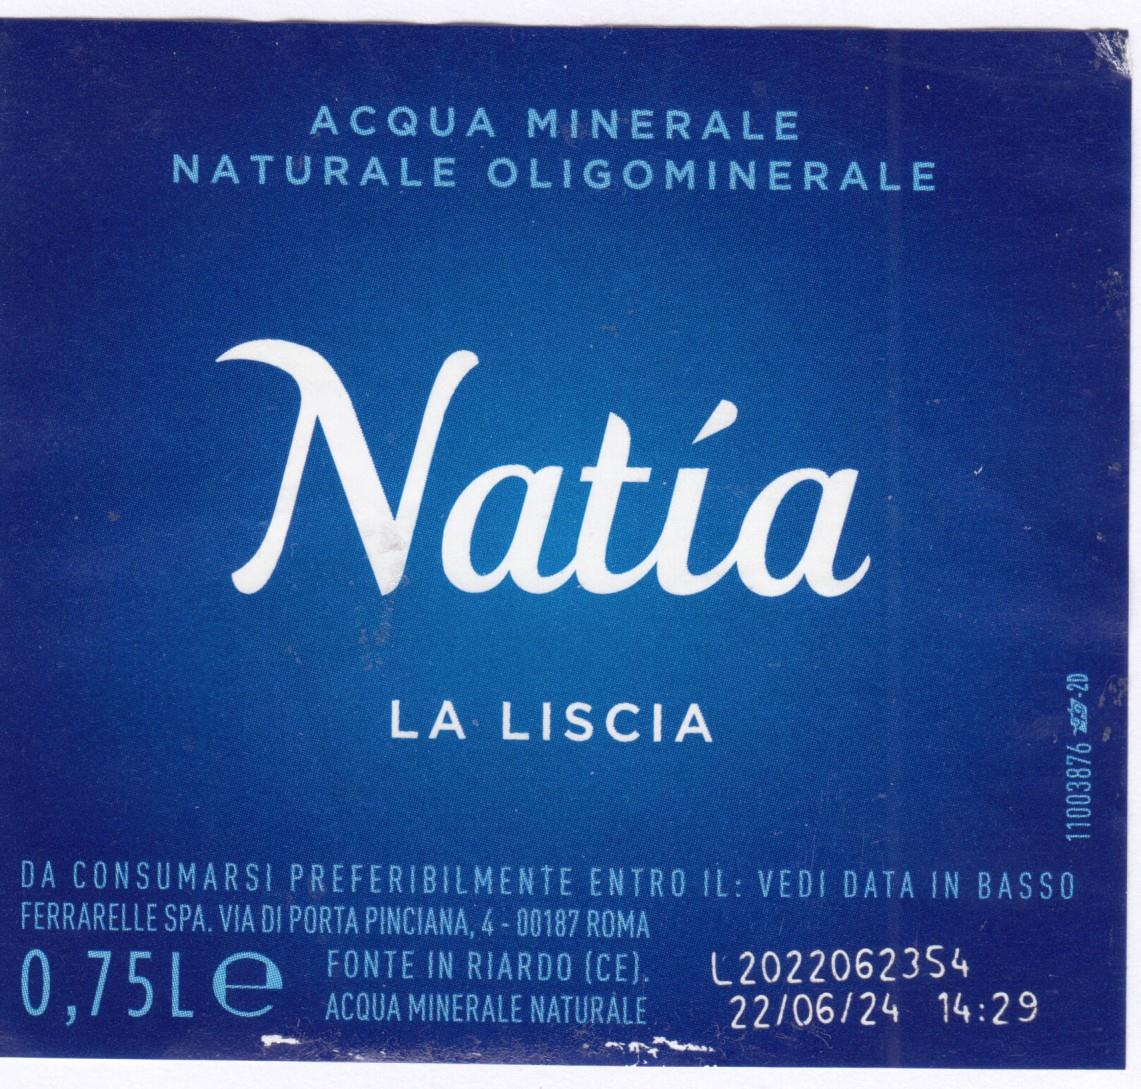 ACQUA MINERALE
NATURALE OLIGOMINERALE
Natía
LA LISCIA
11003876 -20
DA CONSUMARSI PREFERIBILMENTE ENTRO IL: VEDI DATA IN BASSO
FERRARELLE SPA. VIA DI PORTA PINCIANA, 4 - 00187 ROMA
0,75L e
FONTE IN RIARDO (CE).
ACQUA MINERALE NATURALE
L2022062354
22/06/24 14:29